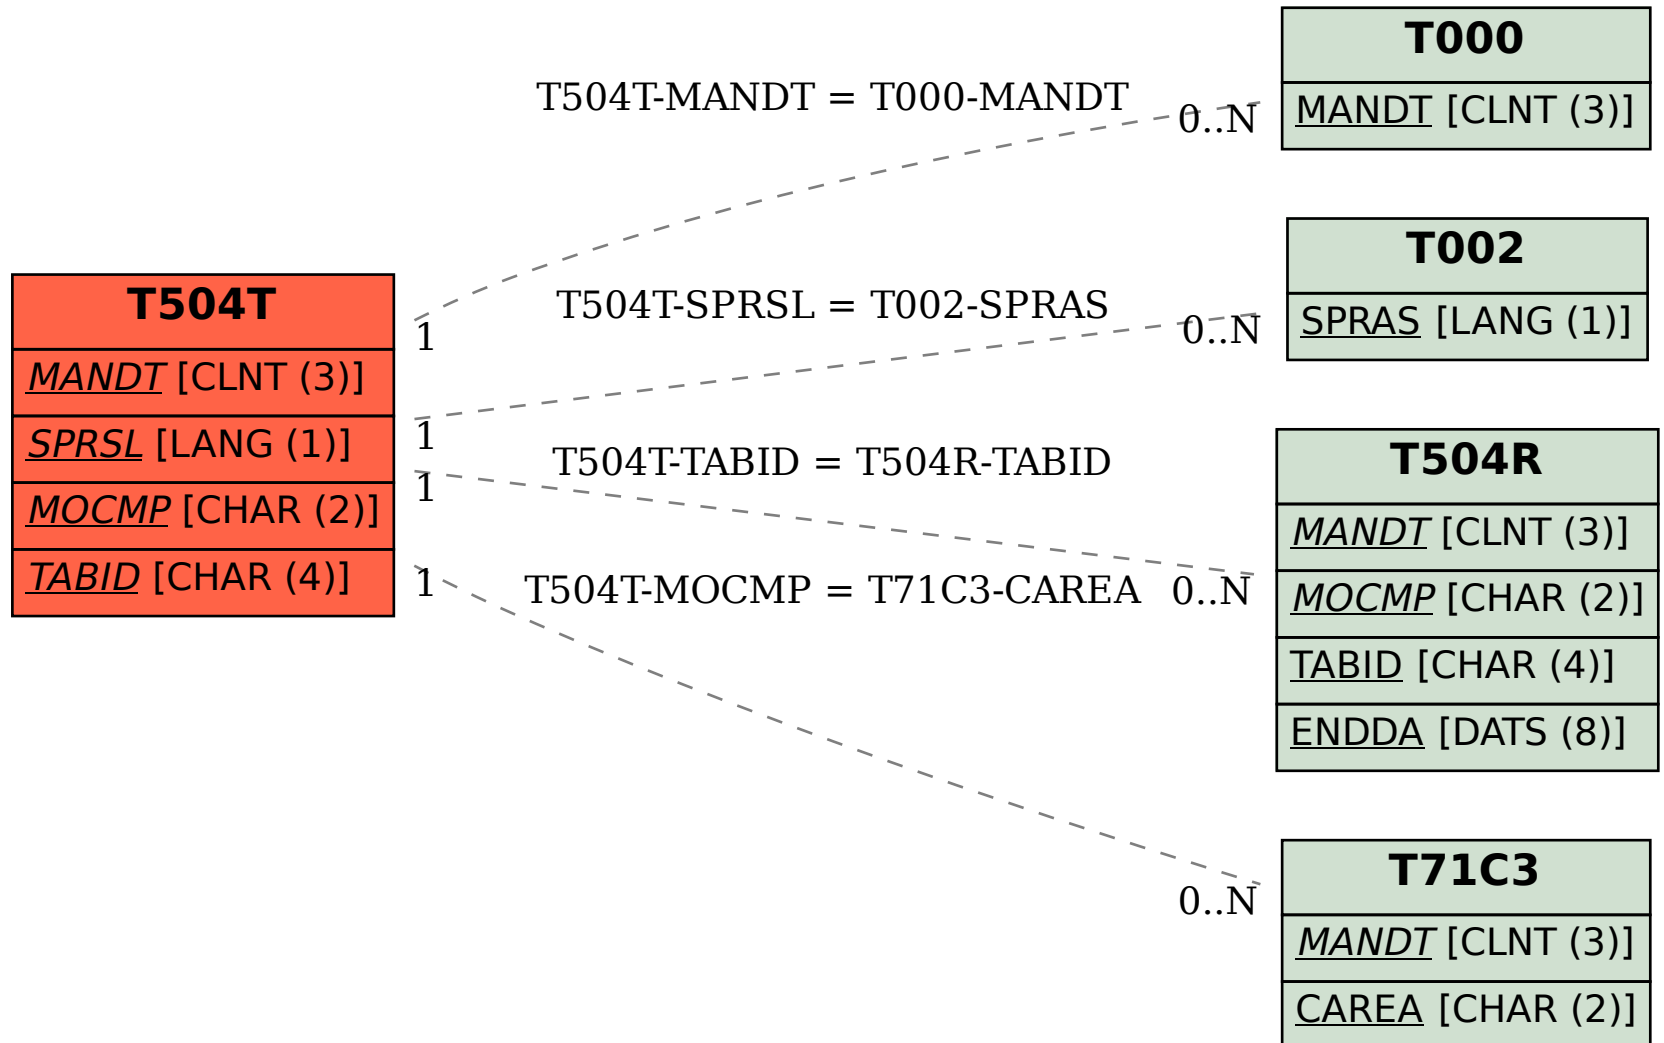 T504T
MANDT [CLNT (3)]
SPRSL [LANG (1)]
MOCMP [CHAR (2)]
TABID [CHAR (4)]
T504T-MANDT = T000-MANDT
1
0..N
T504T-SPRSL = T002-SPRAS
1
0..N
T504T-TABID = T504R-TABID
1
0..N
T504T-MOCMP = T71C3-CAREA
1
0..N
T000
MANDT [CLNT (3)]
T002
SPRAS [LANG (1)]
T504R
MANDT [CLNT (3)]
MOCMP [CHAR (2)]
TABID [CHAR (4)]
ENDDA [DATS (8)]
T71C3
MANDT [CLNT (3)]
CAREA [CHAR (2)]